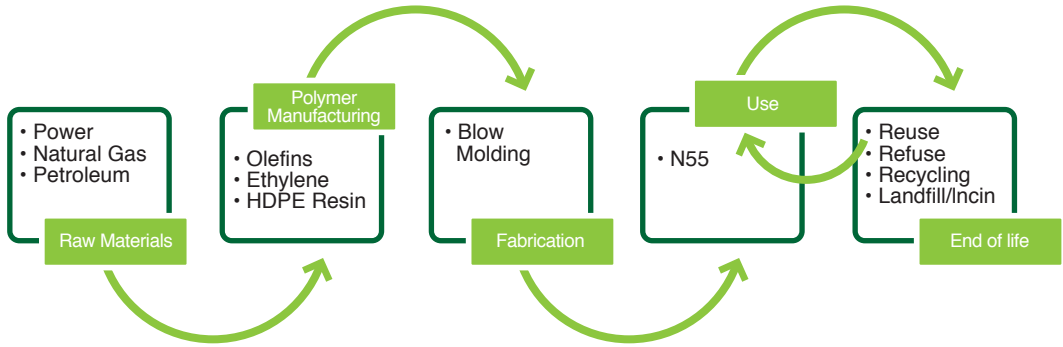 • Power
• Natural Gas
• Petroleum
Raw Materials
Polymer
Manufacturing
• Olefins
• Ethylene
• HDPE Resin
• Blow
Molding
Fabrication
Use
• N55
• Reuse
• Refuse
• Recycling
• Landfill/Incin
End of life